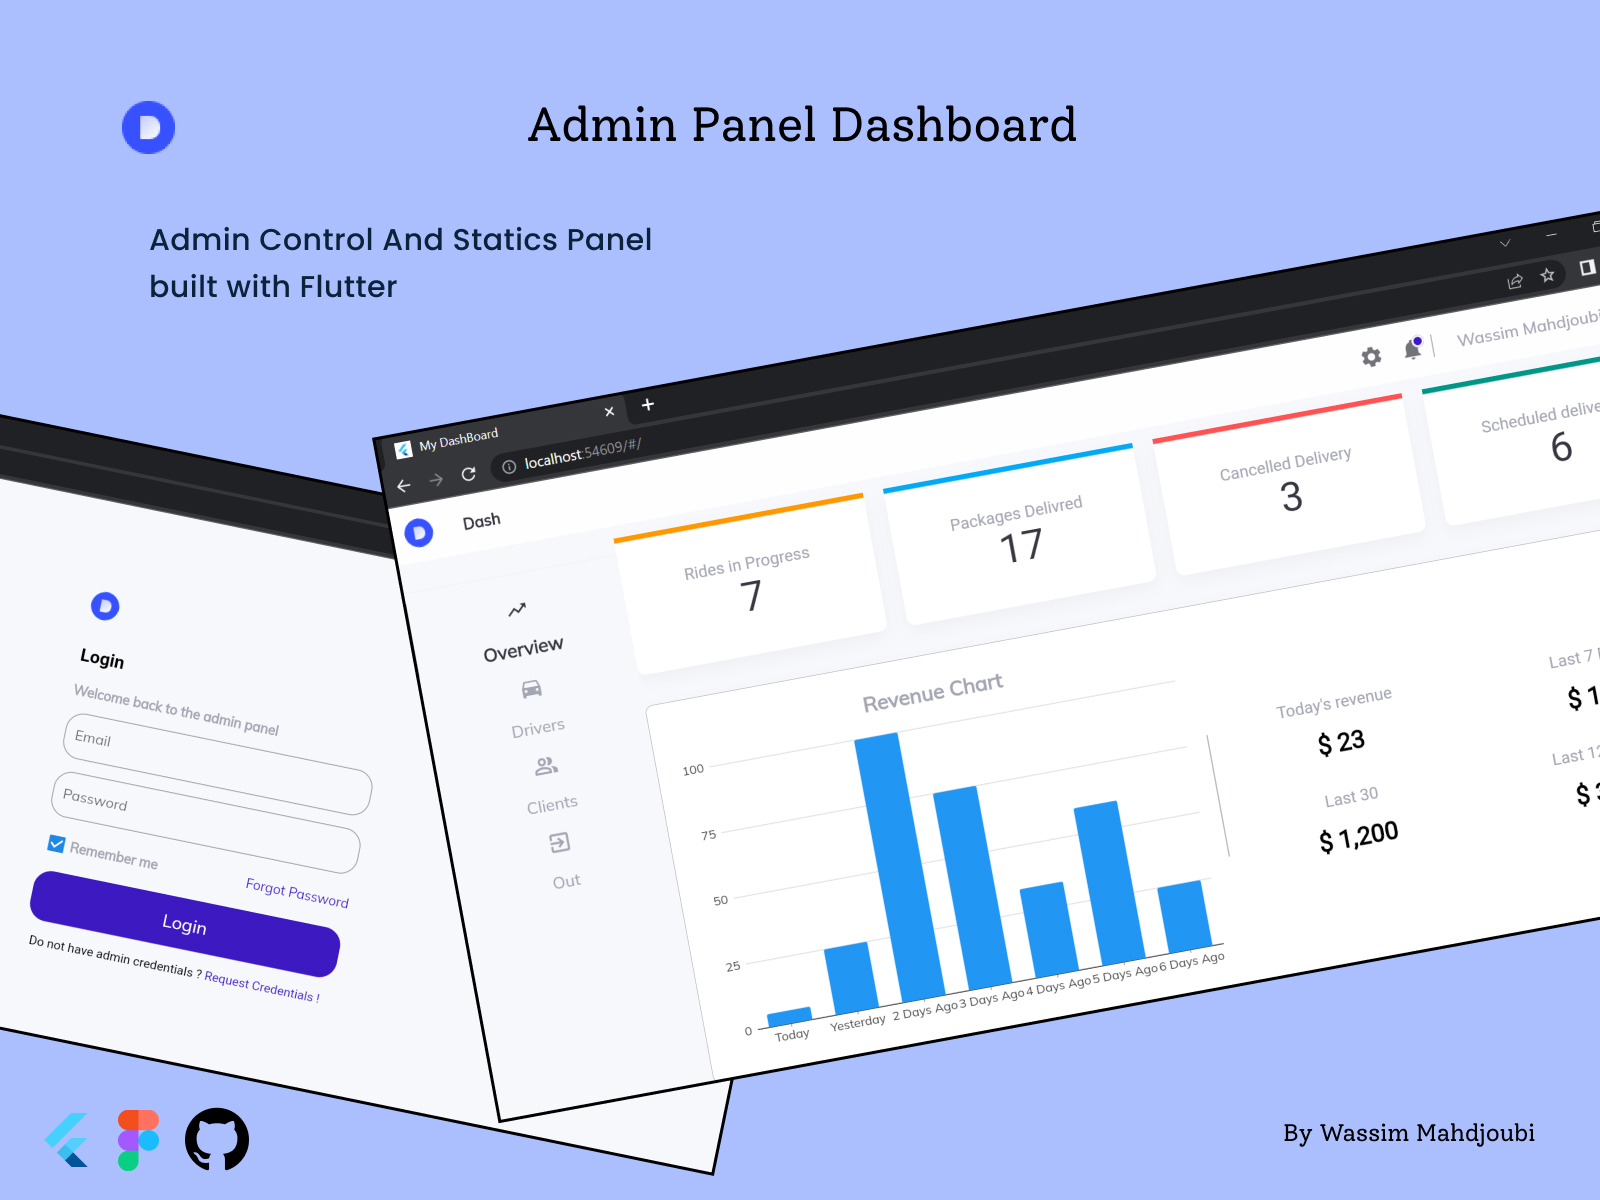 Admin Panel Dashboard
Admin Control And Statics Panel
built with Flutter
My DashBoard
localhost:54609/#/
Dash
Wassim Mahdjoubi
Overview
Drivers
Clients
Out
Rides in Progress
7
Packages Delivred
17
Cancelled Delivery
3
Scheduled
6
Revenue Chart
100
75
50
25
0
Today
Yesterday
2 Days Ago
3 Days Ago
4 Days Ago
5 Days Ago
6 Days Ago
Today's revenue
$ 23
Last 30
$ 1,200
Last 7
Last 12
Login
Welcome back to the admin panel
Email
Password
Remember me
Forgot Password
Login
Do not have admin credentials ? Request Credentials !
By Wassim Mahdjoubi